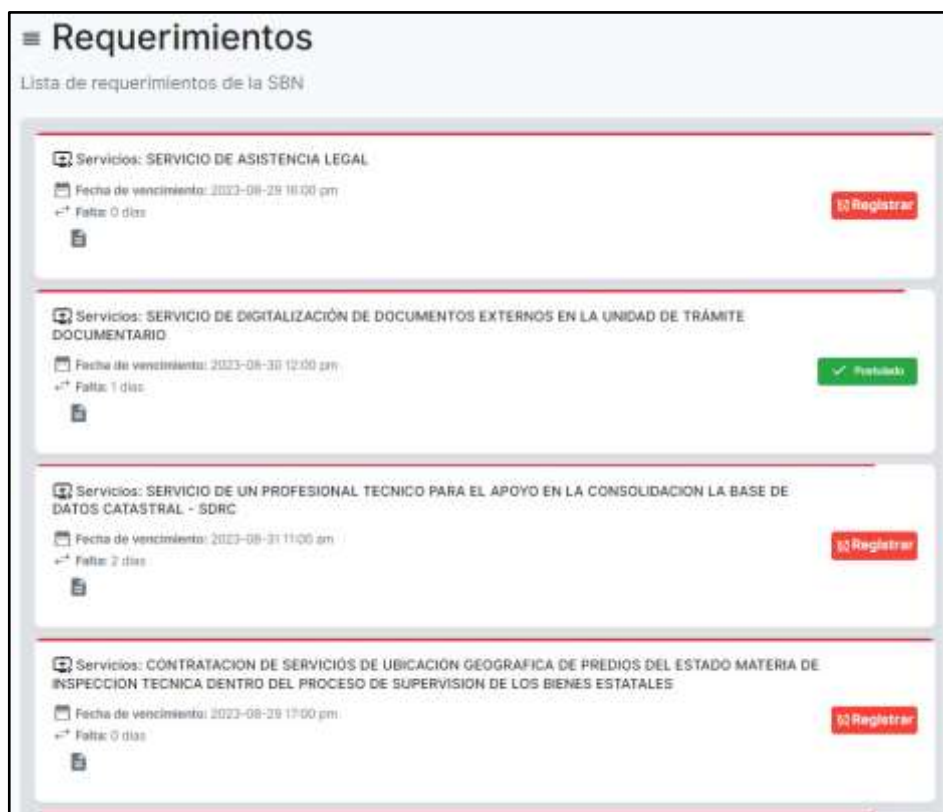 Requerimientos
Lista de requerimientos de la SBN
Servicios: SERVICIO DE ASISTENCIA LEGAL
Fecha de vencimiento: 2023-08-29 16:00 pm
Falta: 0 días
Registrar
Servicios: SERVICIO DE DIGITALIZACIÓN DE DOCUMENTOS EXTERNOS EN LA UNIDAD DE TRÁMITE
DOCUMENTARIO
Fecha de vencimiento: 2023-08-30 12:00 pm
Falta: 1 días
Postulado
Servicios: SERVICIO DE UN PROFESIONAL TECNICO PARA EL APOYO EN LA CONSOLIDACION LA BASE DE
DATOS CATASTRAL - SDRC
Fecha de vencimiento: 2023-08-31 11:00 am
Falta: 2 días
Registrar
Servicios: CONTRATACION DE SERVICIOS DE UBICACION GEOGRAFICA DE PREDIOS DEL ESTADO MATERIA DE
INSPECCION TECNICA DENTRO DEL PROCESO DE SUPERVISION DE LOS BIENES ESTATALES
Fecha de vencimiento: 2023-08-29 17:00 pm
Falta: 0 días
Registrar